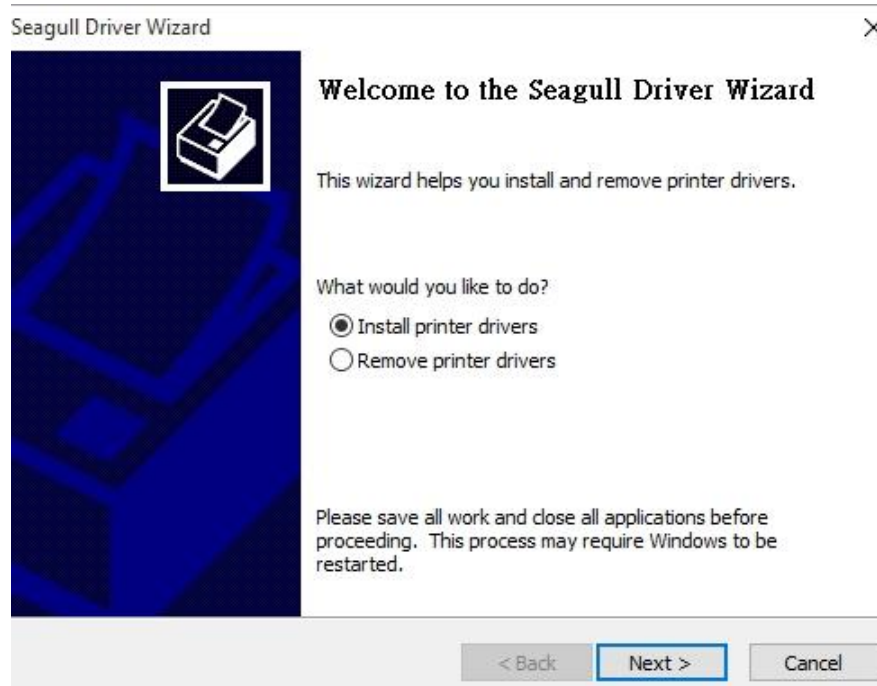 Seagull Driver Wizard
Welcome to the Seagull Driver Wizard
This wizard helps you install and remove printer drivers.
What would you like to do?
Install printer drivers
Remove printer drivers
Please save all work and close all applications before
proceeding. This process may require Windows to be
restarted.
< Back Next > Cancel